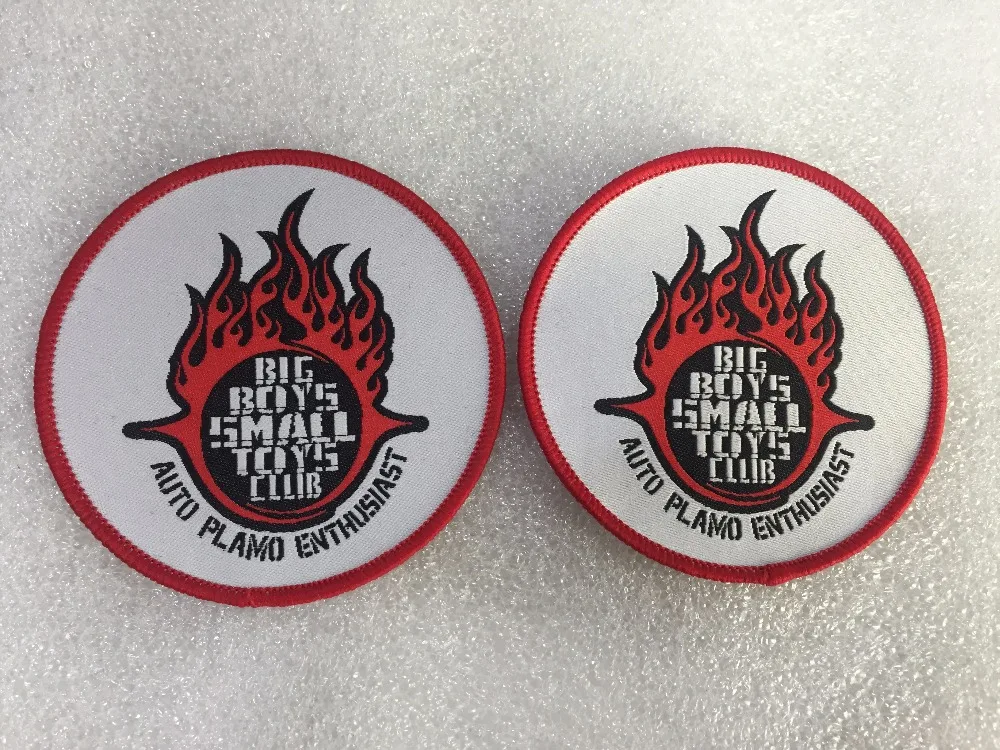 BIG
BOYS
SMALL
TOYS
CLUB
AUTO PLAMO ENTHUSIAST
BIG
BOYS
SMALL
TOYS
CLUB
AUTO PLAMO ENTHUSIAST